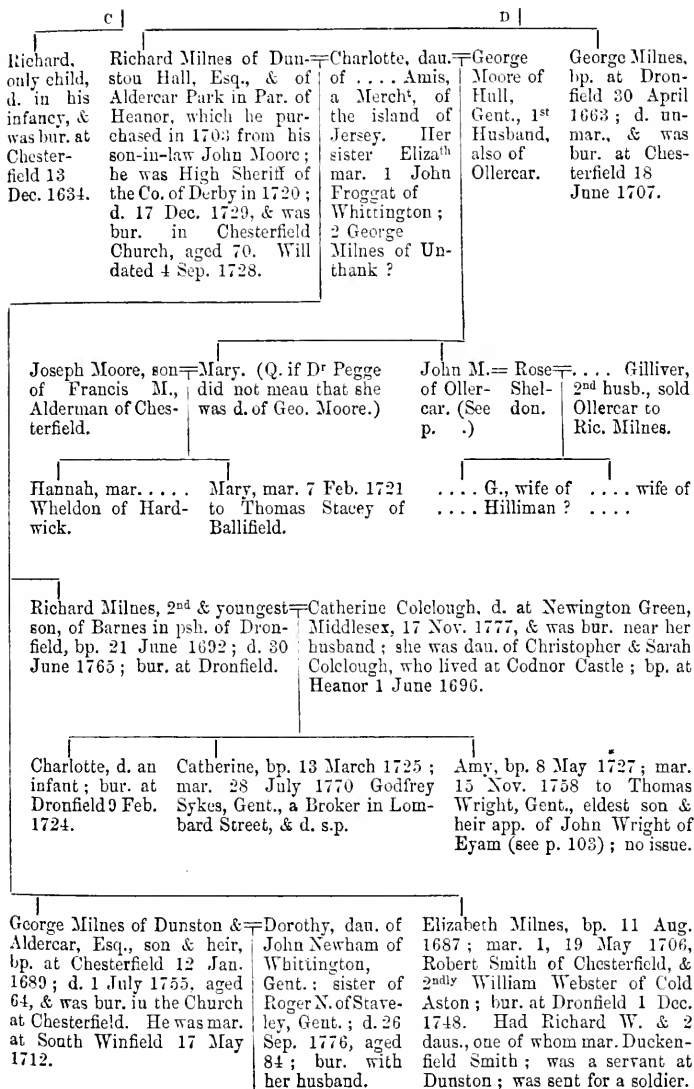 C D
Richard,
only child,
d. in his
infancy, &
was bur. at
Chester-
field 13
Dec. 1634.
Richard Milnes of Dun-
ston Hall, Esq., & of
Aldercar Park in Par. of
Heanor, which he pur-
chased in 1703 from his
son-in-law John Moore;
he was High Sheriff of
the Co. of Derby in 1720;
d. 17 Dec. 1729, & was
bur. in Chesterfield
Church, aged 70. Will
dated 4 Sep. 1728.
Charlotte, dau.
of .... Amis,
a Mercht, of
the island of
Jersey. Her
sister Elizath
mar. 1 John
Froggat of
Whittington;
2 George
Milnes of Un-
thank ?
George
Moore of
Hull,
Gent., 1st
Husband,
also of
Ollercar.
George Milnes,
bp. at Dron-
field 30 April
1663; d. un-
mar., & was
bur. at Ches-
terfield 18
June 1707.
Joseph Moore, son
of Francis M.,
Alderman of Ches-
terfield.
Mary. (Q. if Dr Pegge
did not mean that she
was d. of Geo. Moore.)
John M.
of Oller-
car. (See
p. .)
Rose
Shel-
don.
.... Gilliver,
2nd husb., sold
Ollercar to
Ric. Milnes.
Hannah, mar.....
Wheldon of Hard-
wick.
Mary, mar. 7 Feb. 1721
to Thomas Stacey of
Ballifield.
.... G., wife of
.... Hilliman ?
.... wife of
....
Richard Milnes, 2nd & youngest
son, of Barnes in psh. of Dron-
field, bp. 21 June 1692; d. 30
June 1765; bur. at Dronfield.
Catherine Colclough, d. at Newington Green,
Middlesex, 17 Nov. 1777, & was bur. near her
husband; she was dau. of Christopher & Sarah
Colclough, who lived at Codnor Castle; bp. at
Heanor 1 June 1696.
Charlotte, d. an
infant; bur. at
Dronfield 9 Feb.
1724.
Catherine, bp. 13 March 1725;
mar. 28 July 1770 Godfrey
Sykes, Gent., a Broker in Lom-
bard Street, & d. s.p.
Amy, bp. 8 May 1727; mar.
15 Nov. 1758 to Thomas
Wright, Gent., eldest son &
heir app. of John Wright of
Eyam (see p. 103); no issue.
George Milnes of Dunston &
Aldercar, Esq., son & heir,
bp. at Chesterfield 12 Jan.
1689; d. 1 July 1755, aged
64, & was bur. in the Church
at Chesterfield. He was mar.
at South Winfield 17 May
1712.
Dorothy, dau. of
John Newham of
Whittington,
Gent.: sister of
Roger N. of Stave-
ley, Gent.; d. 26
Sep. 1776, aged
84; bur. with
her husband.
Elizabeth Milnes, bp. 11 Aug.
1687; mar. 1, 19 May 1706,
Robert Smith of Chesterfield, &
2ndly William Webster of Cold
Aston; bur. at Dronfield 1 Dec.
1748. Had Richard W. & 2
daus., one of whom mar. Ducken-
field Smith; was a servant at
Dunston; was sent for a soldier.